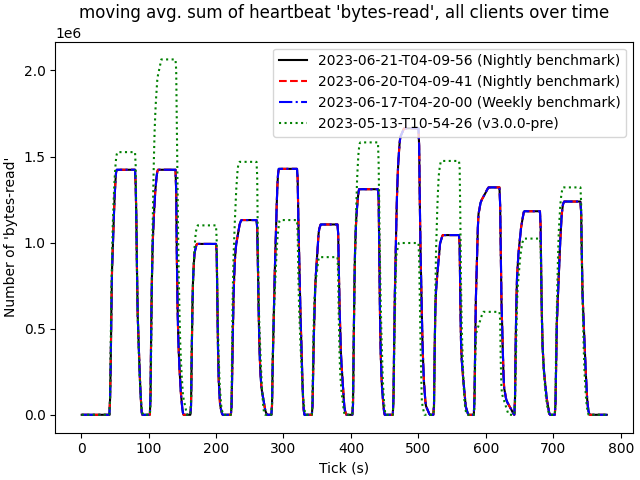 moving avg. sum of heartbeat 'bytes-read', all clients over time
1e6
2023-06-21-T04-09-56 (Nightly benchmark)
2023-06-20-T04-09-41 (Nightly benchmark)
2023-06-17-T04-20-00 (Weekly benchmark)
2023-05-13-T10-54-26 (v3.0.0-pre)
Number of 'bytes-read'
2.0
1.5
1.0
0.5
0.0
0 100 200 300 400 500 600 700 800
Tick (s)